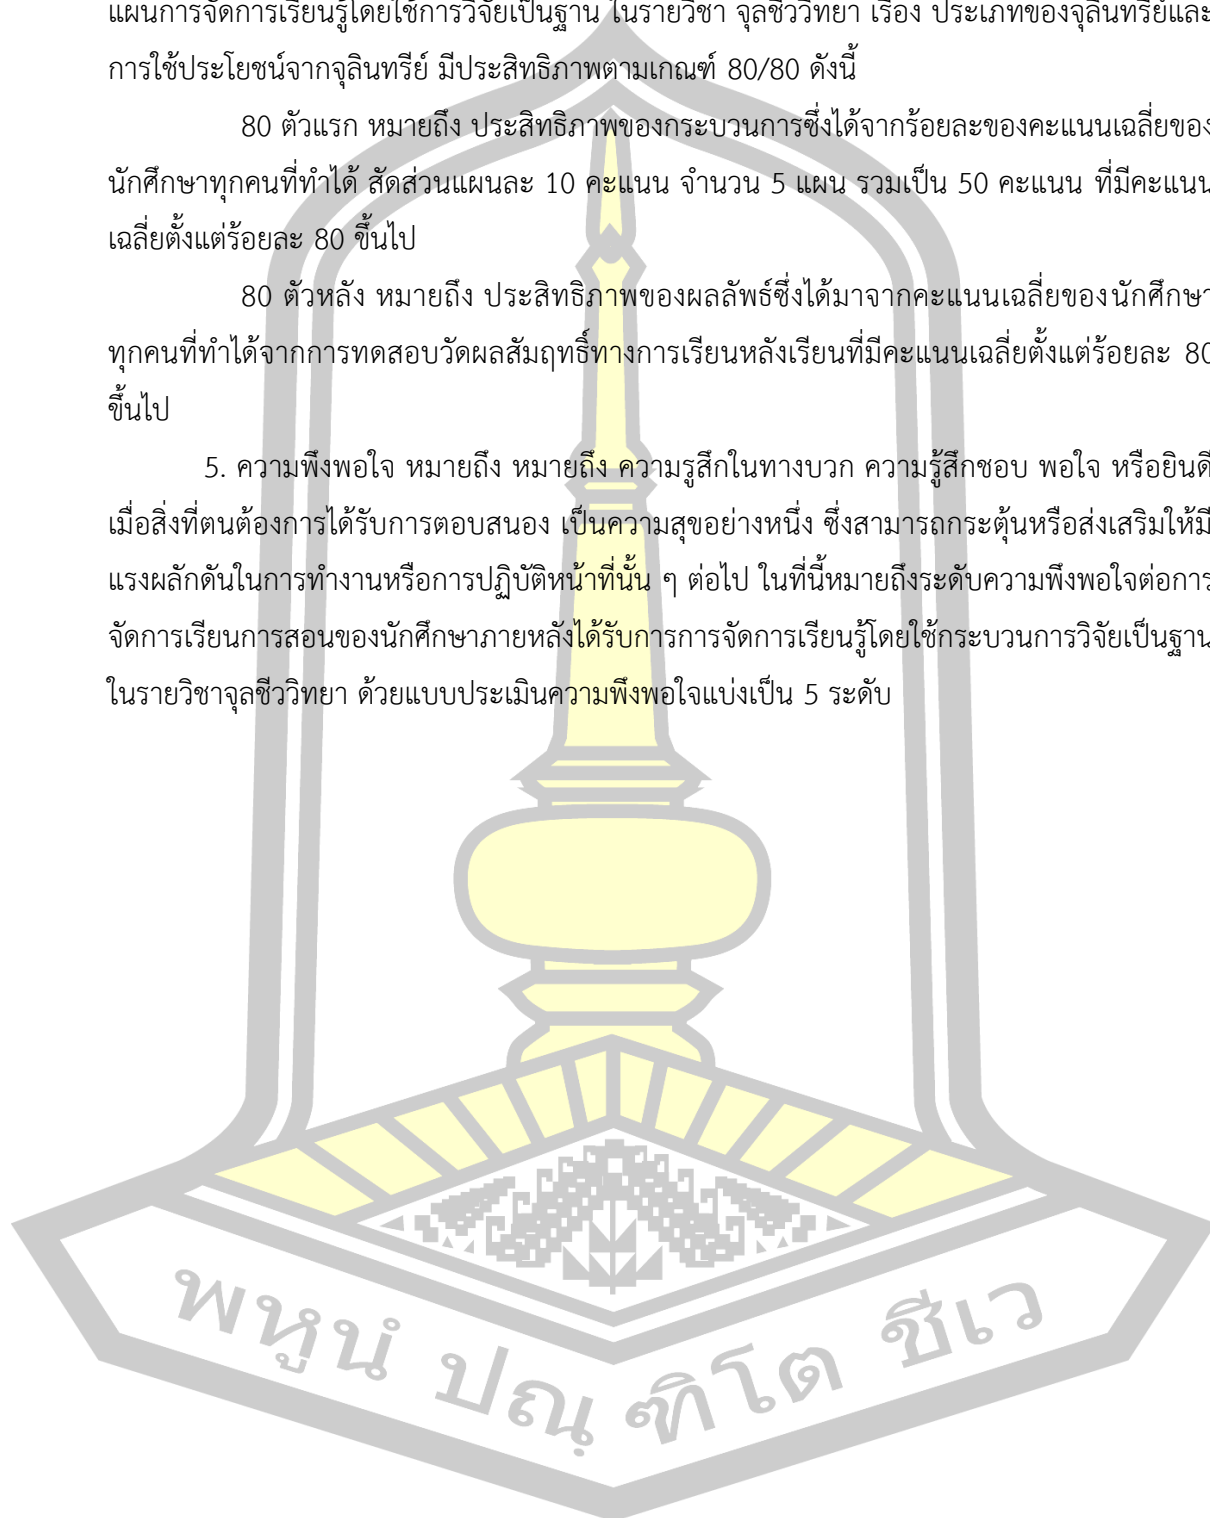 แผนการจัดการเรียนรู้โดยใช้การวิจัยเป็นฐาน ในรายวิชา จุลชีววิทยา เรื่อง ประเภทของจุลินทรีย์และ
การใช้ประโยชน์จากจุลินทรีย์ มีประสิทธิภาพตามเกณฑ์ 80/80 ดังนี้
80 ตัวแรก หมายถึง ประสิทธิภาพของกระบวนการซึ่งได้จากร้อยละของคะแนนเฉลี่ยของ
นักศึกษาทุกคนที่ทำได้ สัดส่วนแผนละ 10 คะแนน จำนวน 5 แผน รวมเป็น 50 คะแนน ที่มีคะแนน
เฉลี่ยตั้งแต่ร้อยละ 80 ขึ้นไป
80 ตัวหลัง หมายถึง ประสิทธิภาพของผลลัพธ์ซึ่งได้มาจากคะแนนเฉลี่ยของนักศึกษา
ทุกคนที่ทำได้จากการทดสอบวัดผลสัมฤทธิ์ทางการเรียนหลังเรียนที่มีคะแนนเฉลี่ยตั้งแต่ร้อยละ 80
ขึ้นไป
5. ความพึงพอใจ หมายถึง หมายถึง ความรูสึกในทางบวก ความรู้สึกชอบ พอใจ หรือยินดี
เมื่อสิ่งที่ตนต้องการได้รับการตอบสนอง เป็นความสุขอย่างหนึ่ง ซึ่งสามารถกระตุ้นหรือส่งเสริมให้มี
แรงผลักดันในการทำงานหรือการปฏิบัติหน้าที่นั้น ๆ ต่อไป ในที่นี้หมายถึงระดับความพึงพอใจต่อการ
จัดการเรียนการสอนของนักศึกษาภายหลังได้รับการการจัดการเรียนรู้โดยใช้กระบวนการวิจัยเป็นฐาน
ในรายวิชาจุลชีววิทยา ด้วยแบบประเมินความพึงพอใจแบ่งเป็น 5 ระดับ
พหูนํ ปณฺ ฑิโต ชีเว